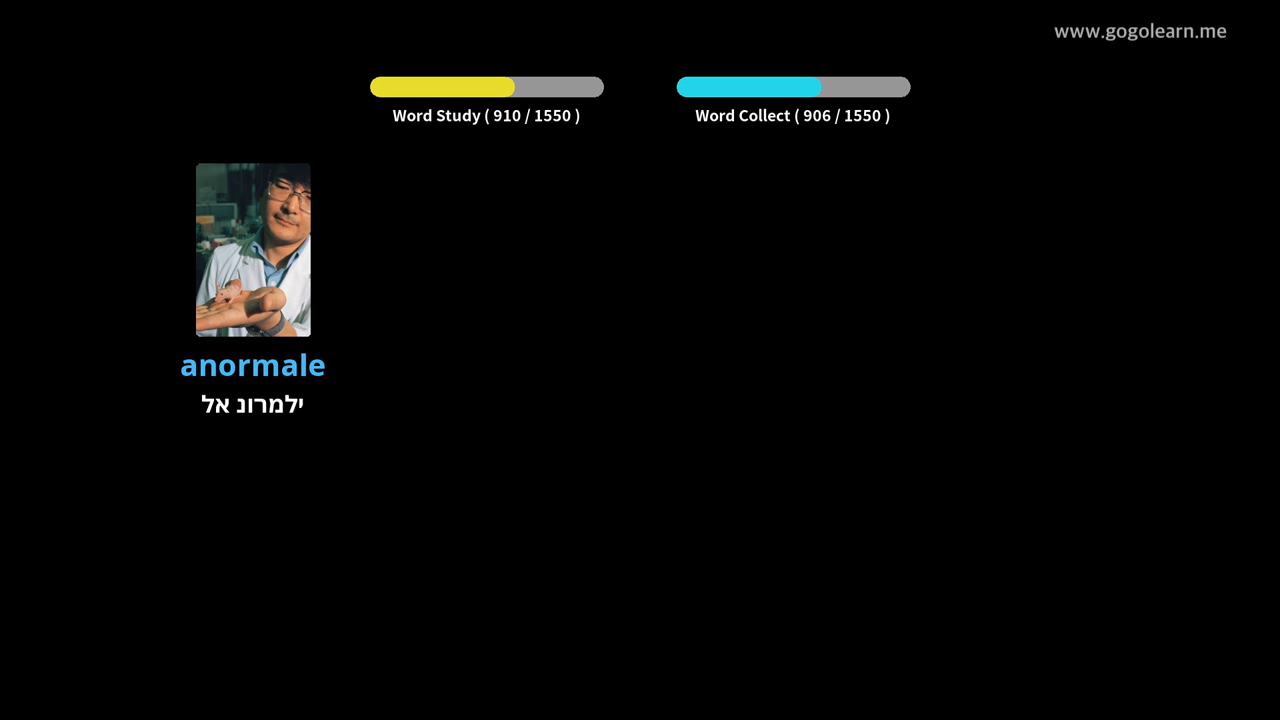 www.gogolearn.me
Word Study ( 910 / 1550 )
Word Collect ( 906 / 1550 )
anormale
ילמרונ אל